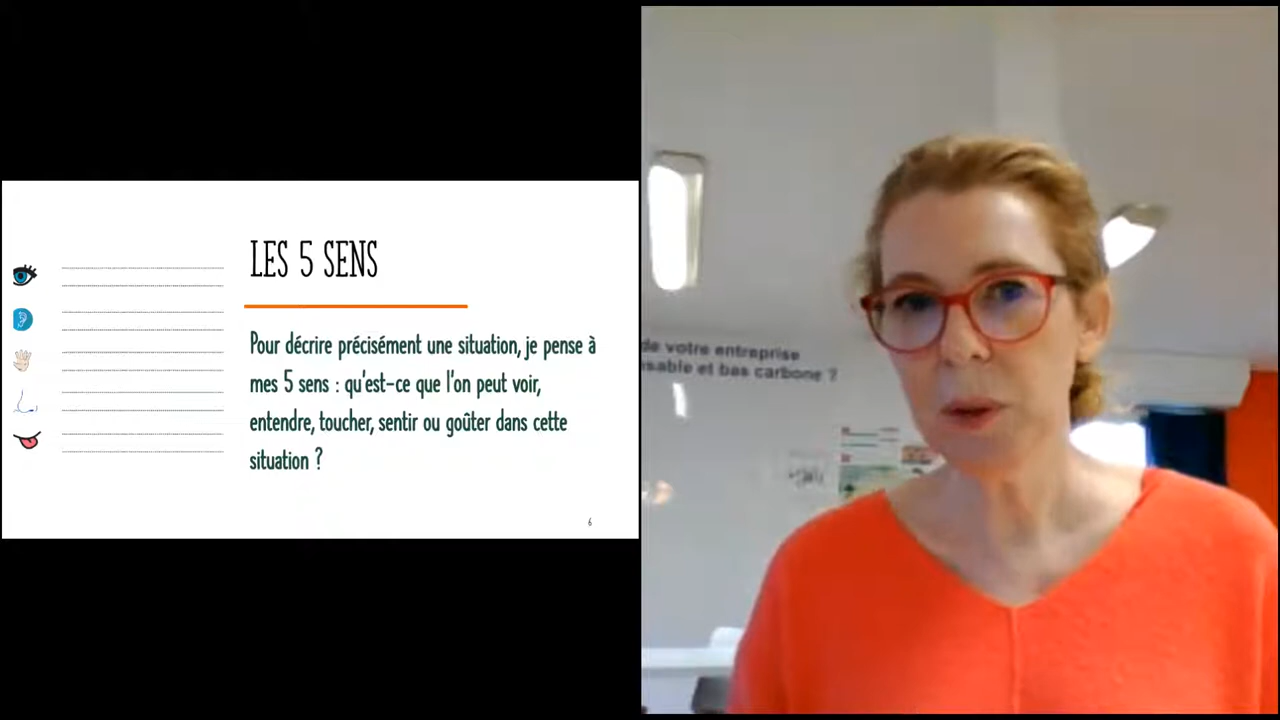 LES 5 SENS
Pour décrire précisément une situation, je pense à
mes 5 sens : qu'est-ce que l'on peut voir,
entendre, toucher, sentir ou goûter dans cette
situation ?
6
de votre entreprise
sable et bas carbone ?